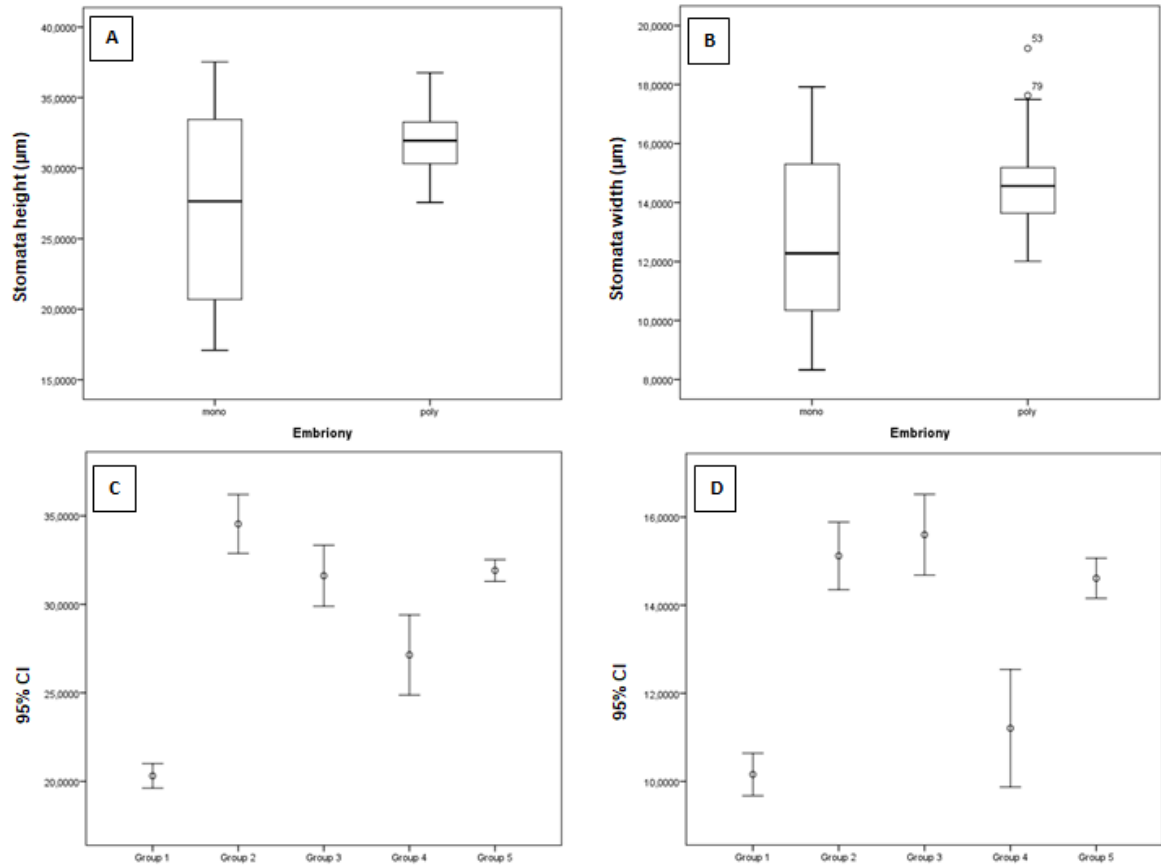 A
Stomata height (µm)
40,0000
35,0000
30,0000
25,0000
20,0000
15,0000
mono
poly
Embriony
B
Stomata width (µm)
20,0000
18,0000
16,0000
14,0000
12,0000
10,0000
8,0000
53
79
mono
poly
Embriony
C
95% CI
35,0000
30,0000
25,0000
20,0000
Group 1
Group 2
Group 3
Group 4
Group 5
D
95% CI
16,0000
14,0000
12,0000
10,0000
Group 1
Group 2
Group 3
Group 4
Group 5